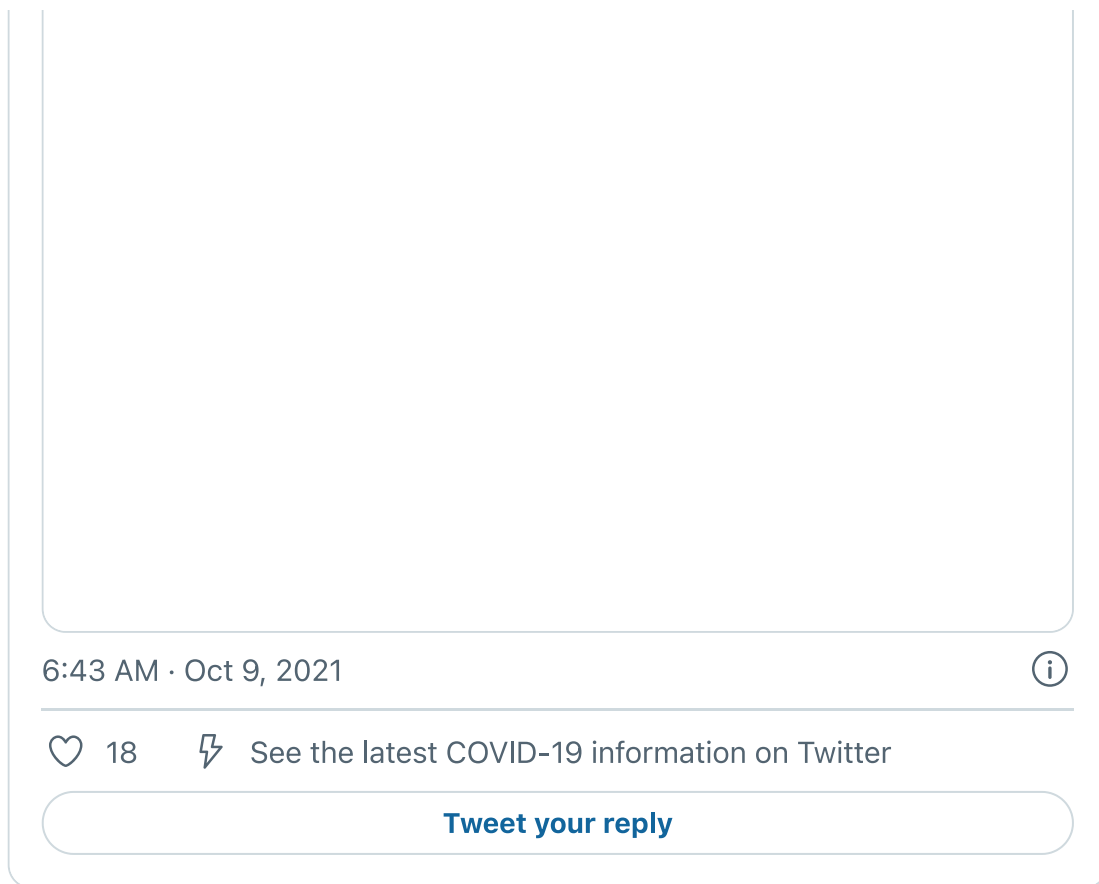 6:43 AM · Oct 9, 2021
18 See the latest COVID-19 information on Twitter
Tweet your reply